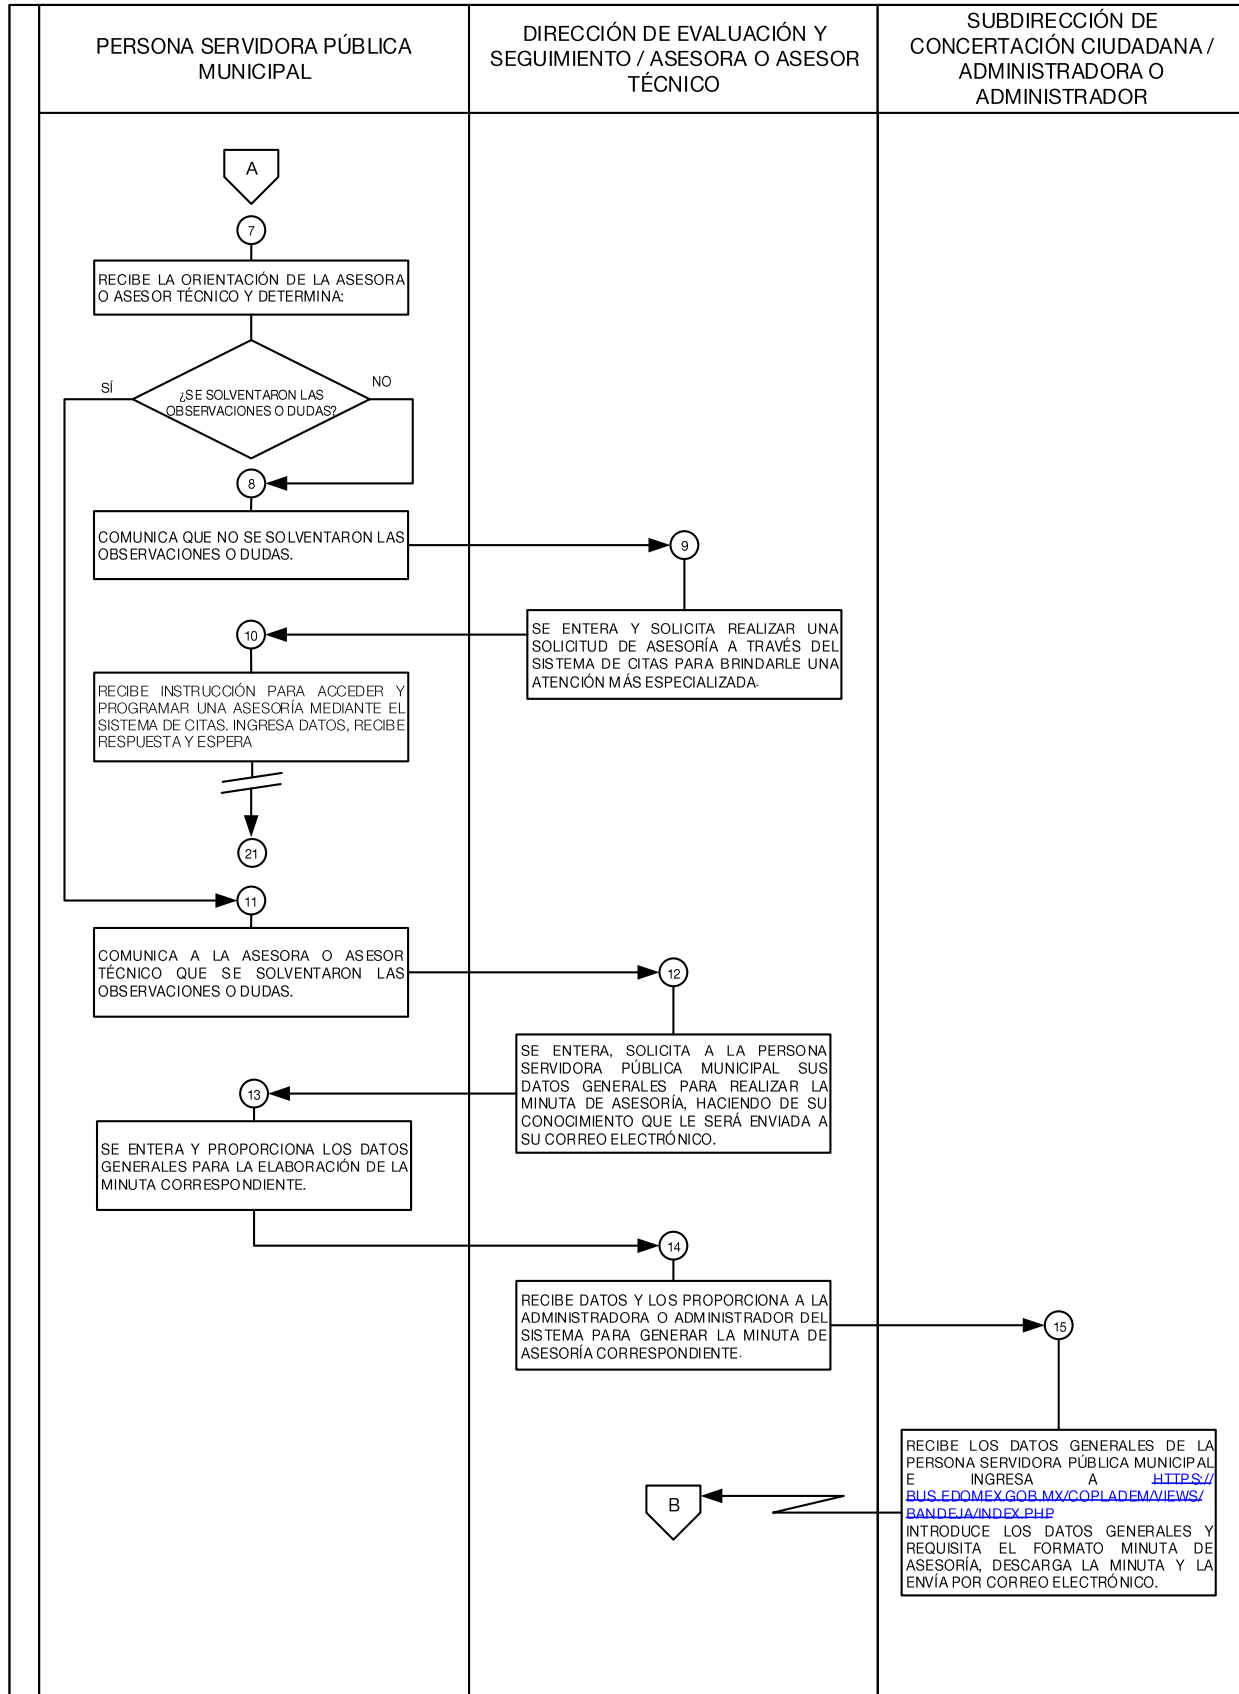 PERSONA SERVIDORA PÚBLICA
MUNICIPAL
DIRECCIÓN DE EVALUACIÓN Y
SEGUIMIENTO / ASESORA O ASESOR
TÉCNICO
SUBDIRECCIÓN DE
CONCERTACIÓN CIUDADANA /
ADMINISTRADORA O
ADMINISTRADOR
A
7
RECIBE LA ORIENTACIÓN DE LA ASESORA
O ASESOR TÉCNICO Y DETERMINA:
SÍ
NO
¿SE SOLVENTARON LAS
OBSERVACIONES O DUDAS?
8
COMUNICA QUE NO SE SOLVENTARON LAS
OBSERVACIONES O DUDAS.
9
SE ENTERA Y SOLICITA REALIZAR UNA
SOLICITUD DE ASESORÍA A TRAVÉS DEL
SISTEMA DE CITAS PARA BRINDARLE UNA
ATENCIÓN MÁS ESPECIALIZADA.
10
RECIBE INSTRUCCIÓN PARA ACCEDER Y
PROGRAMAR UNA ASESORÍA MEDIANTE EL
SISTEMA DE CITAS. INGRESA DATOS, RECIBE
RESPUESTA Y ESPERA
21
11
COMUNICA A LA ASESORA O ASESOR
TÉCNICO QUE SE SOLVENTARON LAS
OBSERVACIONES O DUDAS.
12
SE ENTERA, SOLICITA A LA PERSONA
SERVIDORA PÚBLICA MUNICIPAL SUS
DATOS GENERALES PARA REALIZAR LA
MINUTA DE ASESORÍA, HACIENDO DE SU
CONOCIMIENTO QUE LE SERÁ ENVIADA A
SU CORREO ELECTRÓNICO.
13
SE ENTERA Y PROPORCIONA LOS DATOS
GENERALES PARA LA ELABORACIÓN DE LA
MINUTA CORRESPONDIENTE.
14
RECIBE DATOS Y LOS PROPORCIONA A LA
ADMINISTRADORA O ADMINISTRADOR DEL
SISTEMA PARA GENERAR LA MINUTA DE
ASESORÍA CORRESPONDIENTE.
15
RECIBE LOS DATOS GENERALES DE LA
PERSONA SERVIDORA PÚBLICA MUNICIPAL
E INGRESA A HTTPS://
BUS.EDOMEX.GOB.MX/COPLADEM/VIEWS/
BANDEJA/INDEX.PHP
INTRODUCE LOS DATOS GENERALES Y
REQUISITA EL FORMATO MINUTA DE
ASESORÍA, DESCARGA LA MINUTA Y LA
ENVÍA POR CORREO ELECTRÓNICO.
B